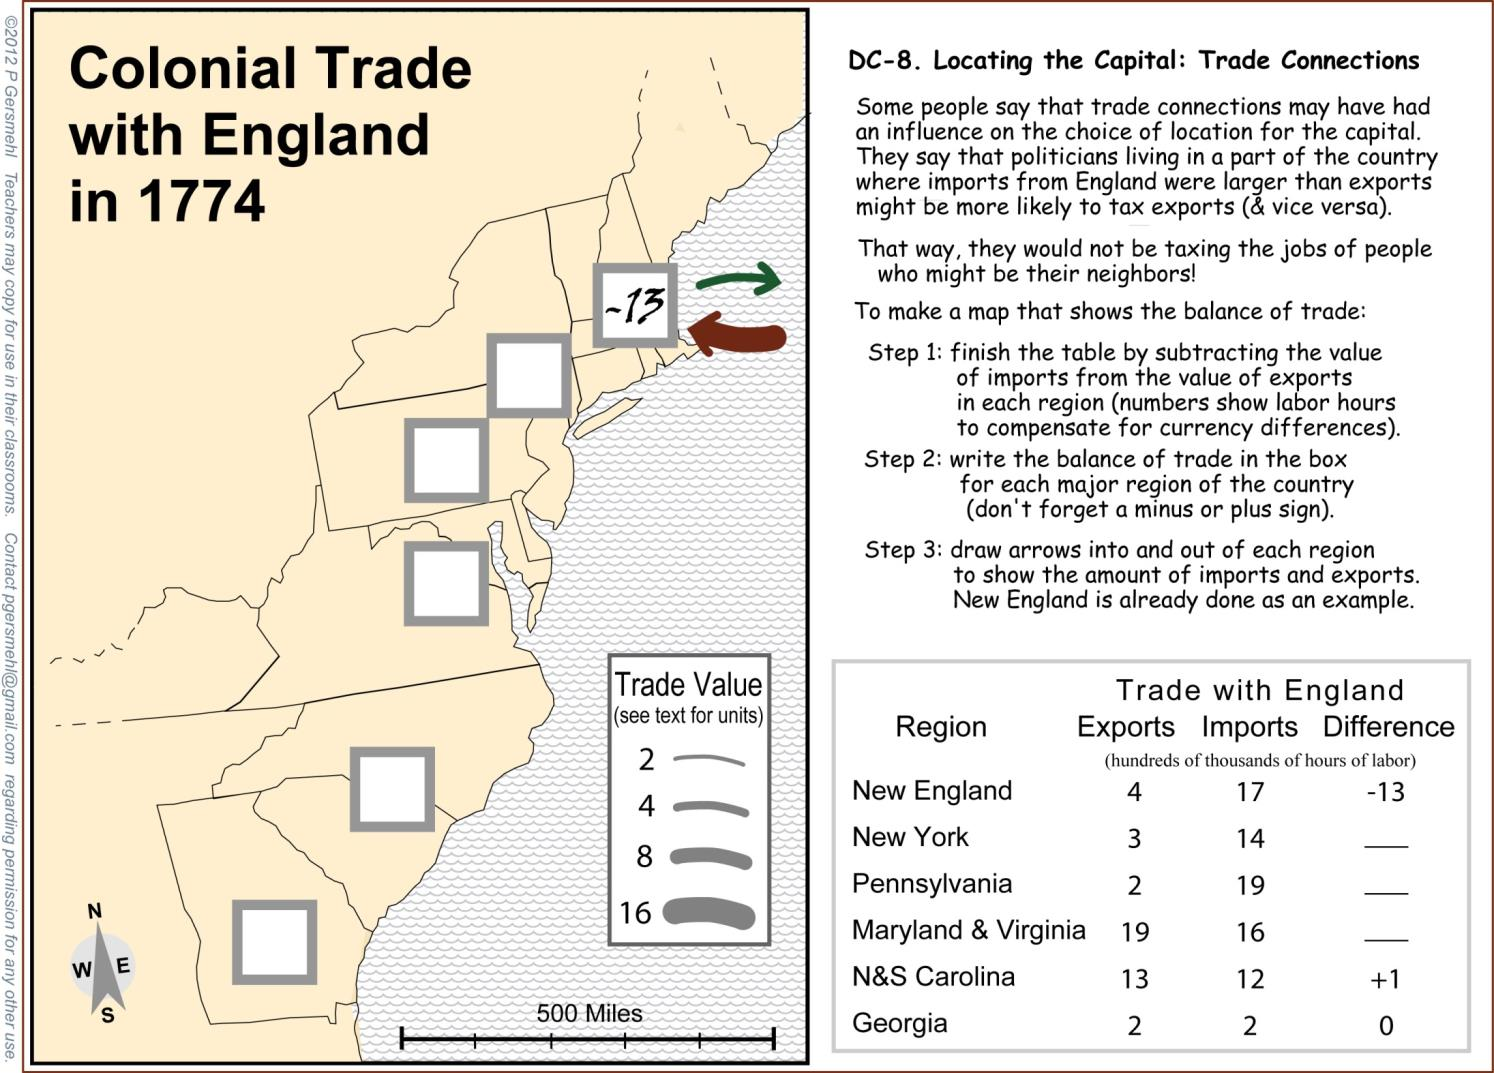 ©2012 P Gersmehl   Teachers may copy for use in their classrooms.   Contact pgersmehl@gmail.com  regarding permission for any other use.
Colonial Trade
with England
in 1774
-13
Trade Value
(see text for units)
2
4
8
16
N
W E
S
500 Miles
DC-8. Locating the Capital: Trade Connections
Some people say that trade connections may have had
an influence on the choice of location for the capital.
They say that politicians living in a part of the country
where imports from England were larger than exports
might be more likely to tax exports (& vice versa).
That way, they would not be taxing the jobs of people
who might be their neighbors!
To make a map that shows the balance of trade:
Step 1: finish the table by subtracting the value
of imports from the value of exports
in each region (numbers show labor hours
to compensate for currency differences).
Step 2: write the balance of trade in the box
for each major region of the country
(don't forget a minus or plus sign).
Step 3: draw arrows into and out of each region
to show the amount of imports and exports.
New England is already done as an example.
Trade with England
Region Exports Imports Difference
(hundreds of thousands of hours of labor)
New England 4 17 -13
New York 3 14 ___
Pennsylvania 2 19 ___
Maryland & Virginia 19 16 ___
N&S Carolina 13 12 +1
Georgia 2 2 0